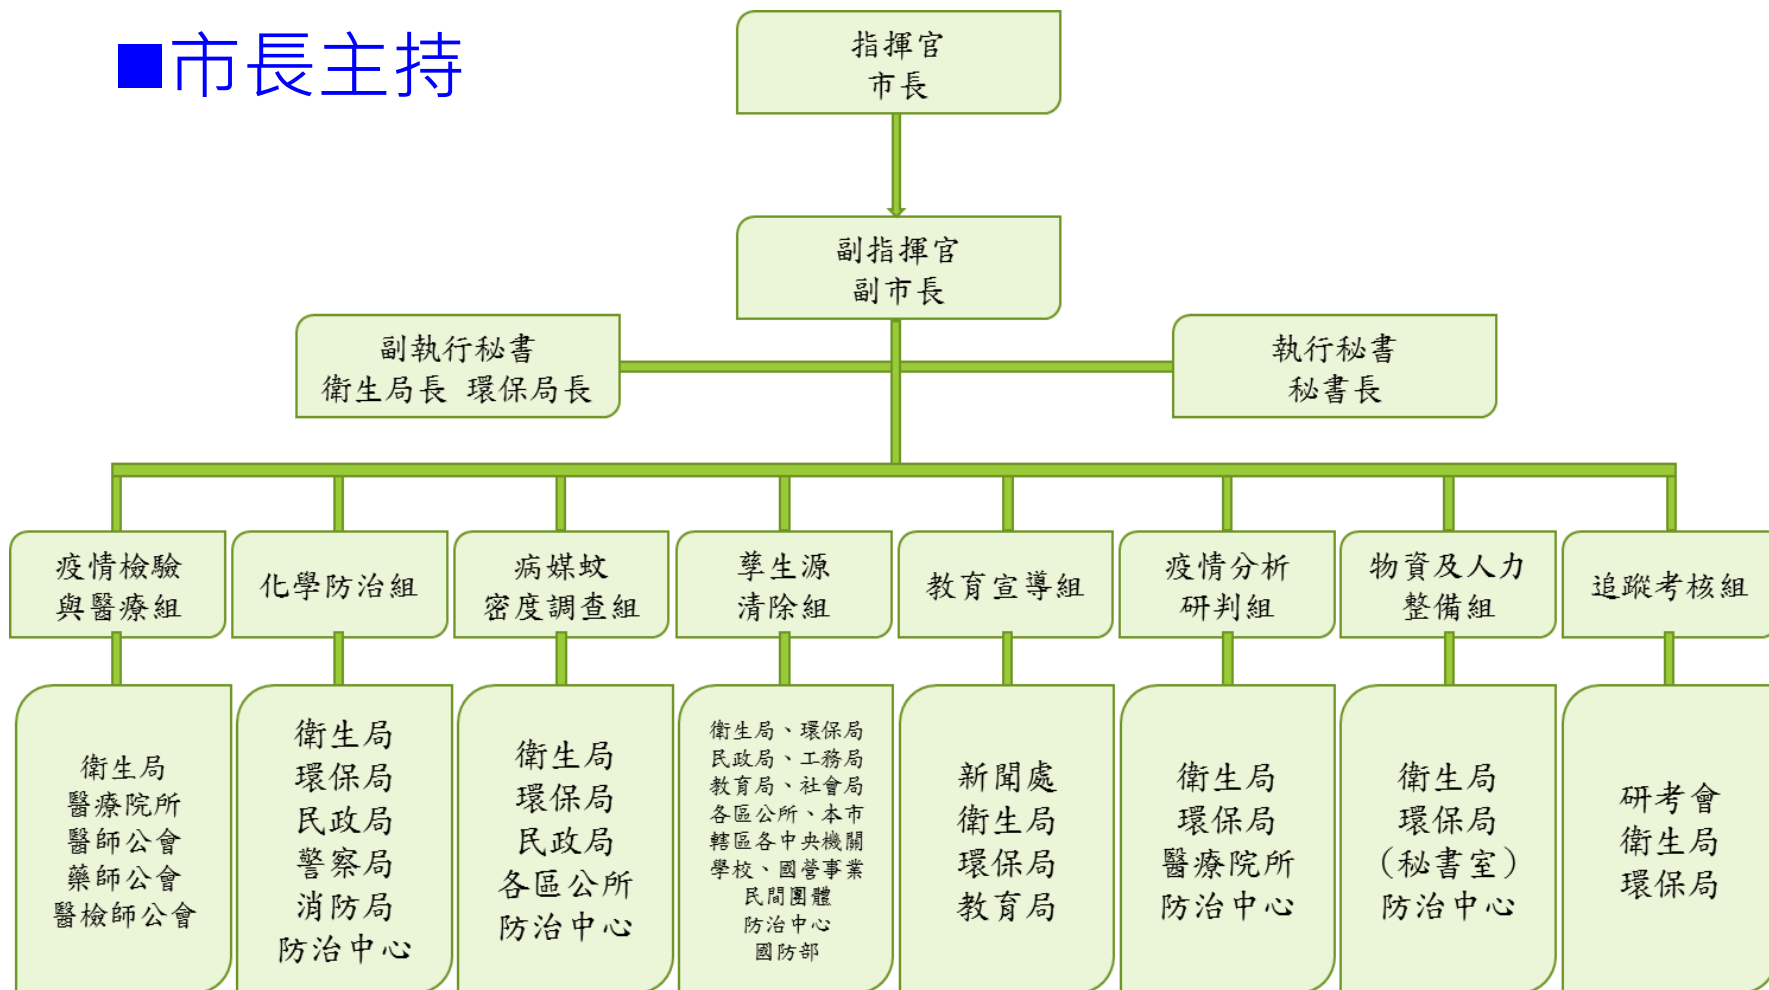 ■市長主持
指揮官
市長
副指揮官
副市長
副執行秘書
衛生局長 環保局長
執行秘書
秘書長
疫情檢驗
與醫療組
化學防治組
病媒蚊
密度調查組
孳生源
清除組
教育宣導組
疫情分析
研判組
物資及人力
整備組
追蹤考核組
衛生局
醫療院所
醫師公會
藥師公會
醫檢師公會
衛生局
環保局
民政局
警察局
消防局
防治中心
衛生局
環保局
民政局
各區公所
防治中心
衛生局、環保局
民政局、工務局
教育局、社會局
各區公所、本市
轄區各中央機關
學校、國營事業
民間團體
防治中心
國防部
新聞處
衛生局
環保局
教育局
衛生局
環保局
醫療院所
防治中心
衛生局
環保局
（秘書室）
防治中心
研考會
衛生局
環保局